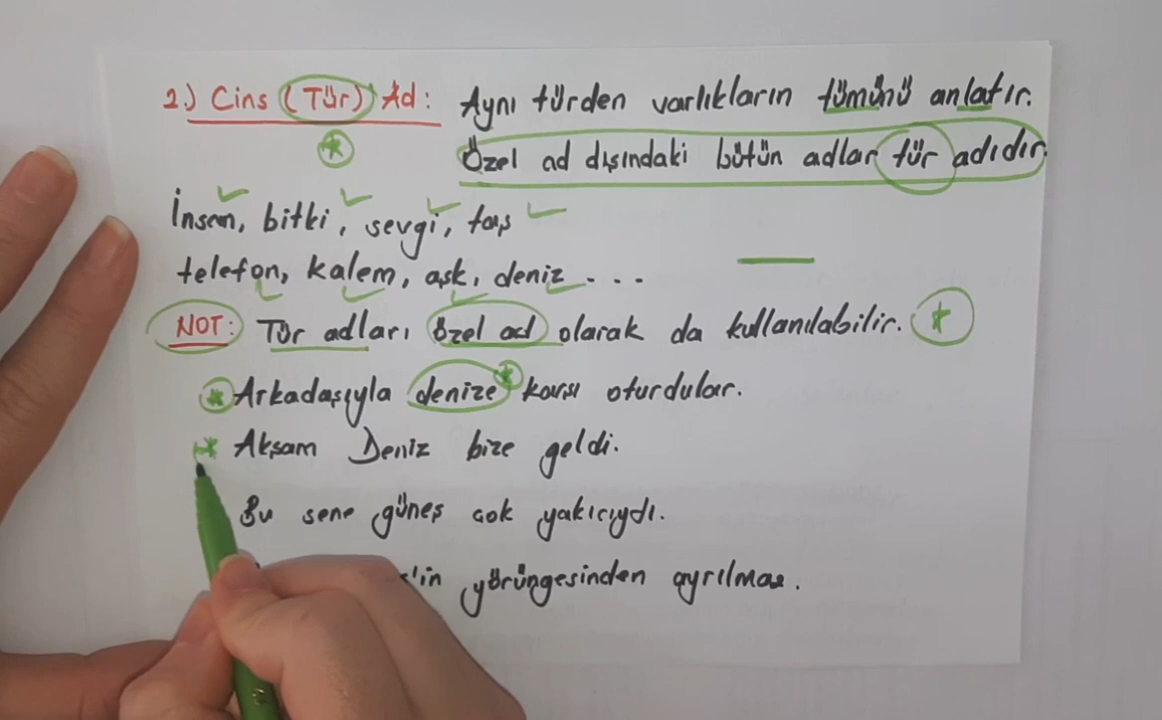 2.) Cins (Tür) Ad: Aynı türden varlıkların tümünü anlatır.
Özel ad dışındaki bütün adlar tür adıdır.
İnsan, bitki, sevgi, taş
telefon, kalem, aşk, deniz . . .
NOT: Tür adları özel ad olarak da kullanılabilir.
Arkadaşıyla denize karşı oturdular.
Akşam Deniz bize geldi.
Bu sene güneş çok yakıcıydı.
'in yörüngesinden ayrılmaz.